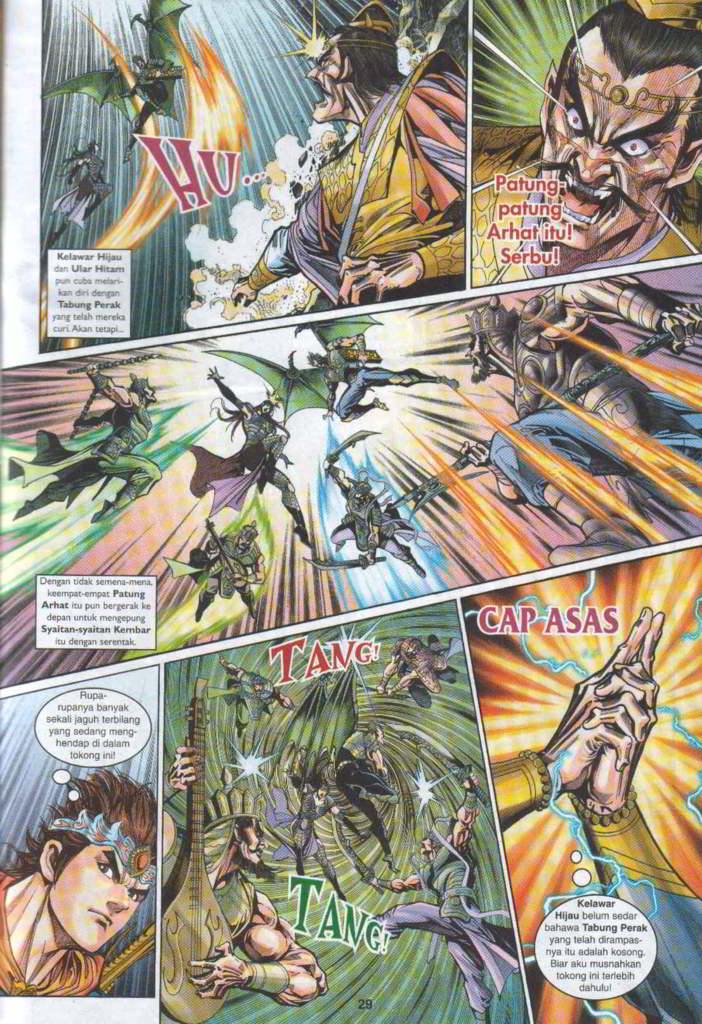 HU...
Kelawar Hijau
dan Ular Hitam
pun cuba melari-
kan diri dengan
Tabung Perak
yang telah mereka
curi. Akan tetapi...
Patung-
patung
Arhat itu!
Serbu!
Dengan tidak semena-mena,
keempat-empat Patung
Arhat itu pun bergerak ke
depan untuk mengepung
Syaitan-syaitan Kembar
itu dengan serentak.
Rupa-
rupanya banyak
sekali jaguh terbilang
yang sedang meng-
hendap di dalam
tokong ini!
TANG!
TANG!
CAP ASAS
Kelawar
Hijau belum sedar
bahawa Tabung Perak
yang telah dirampas-
nya itu adalah kosong.
Biar aku musnahkan
tokong ini terlebih
dahulu!
29